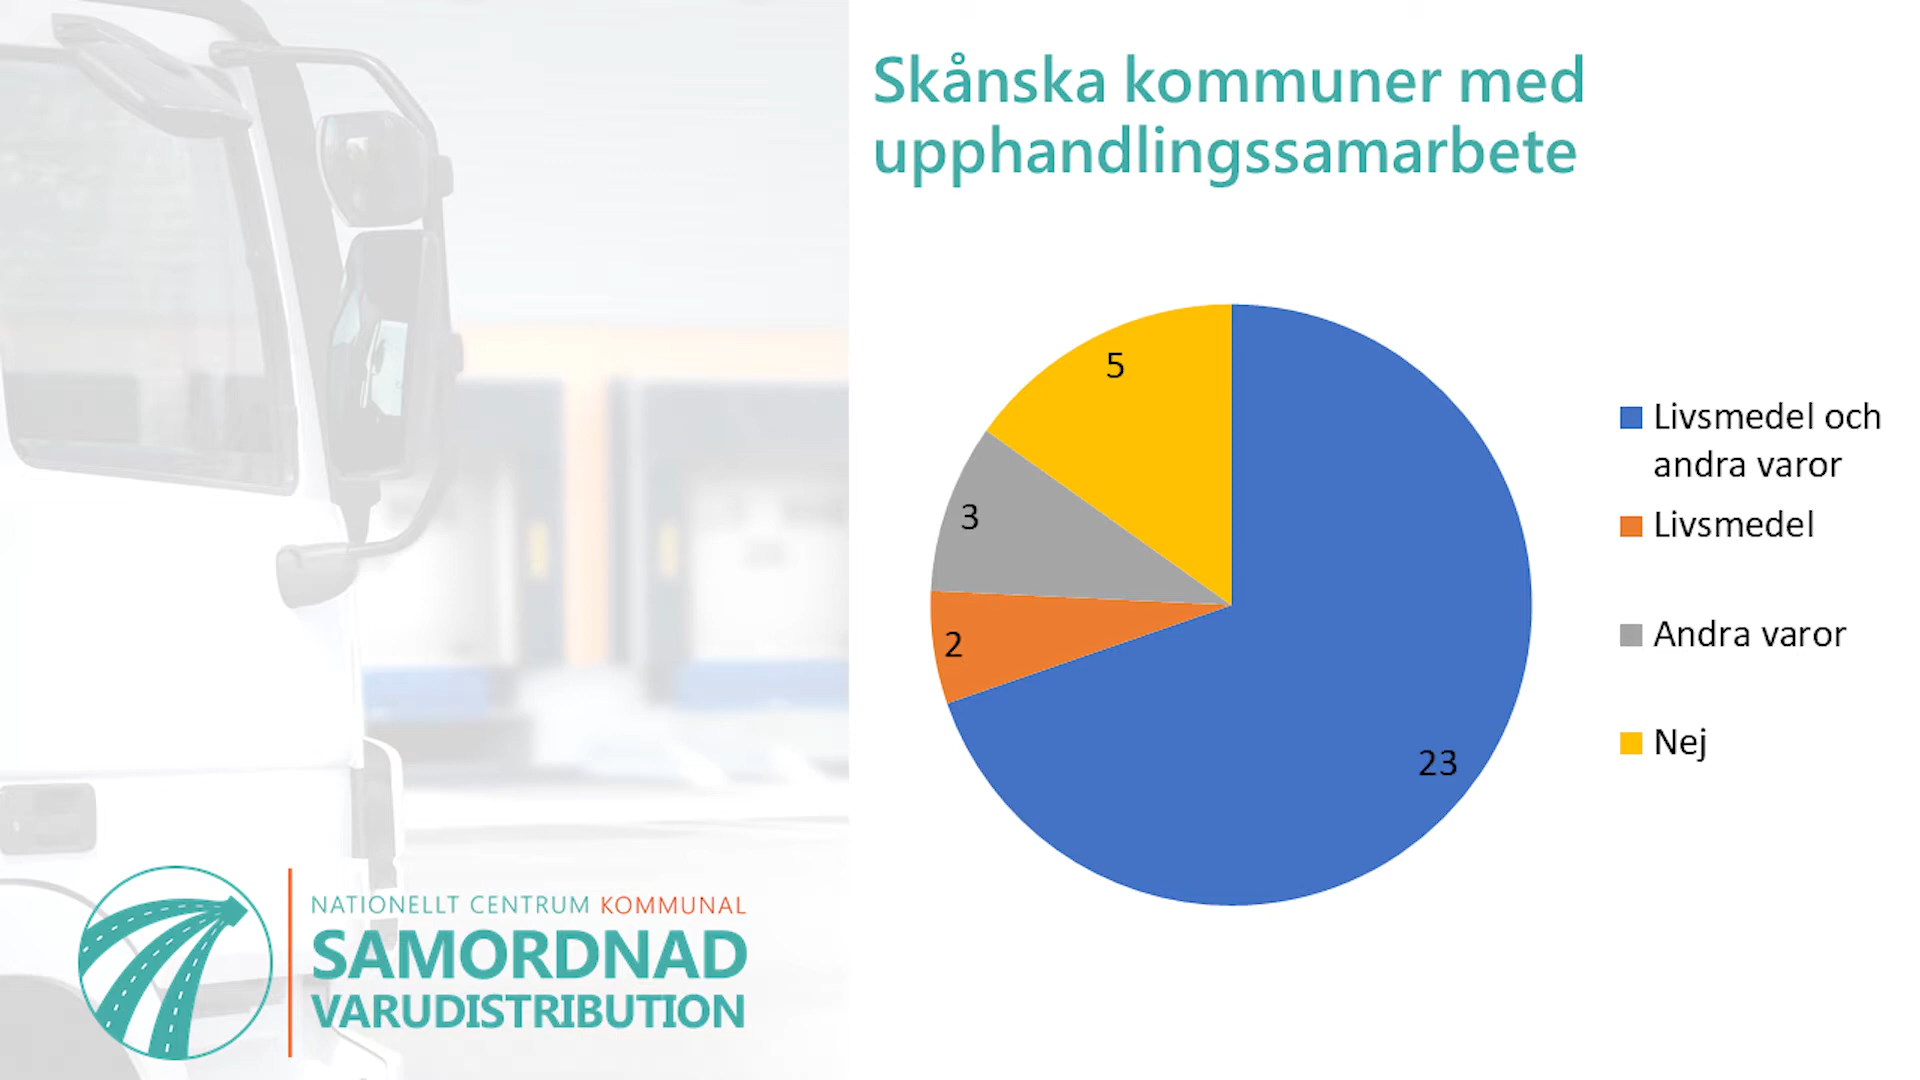 Skånska kommuner med
upphandlingssamarbete
5
3
2
23
Livsmedel och
andra varor
Livsmedel
Andra varor
Nej
NATIONELLT CENTRUM KOMMUNAL
SAMORDNAD
VARUDISTRIBUTION